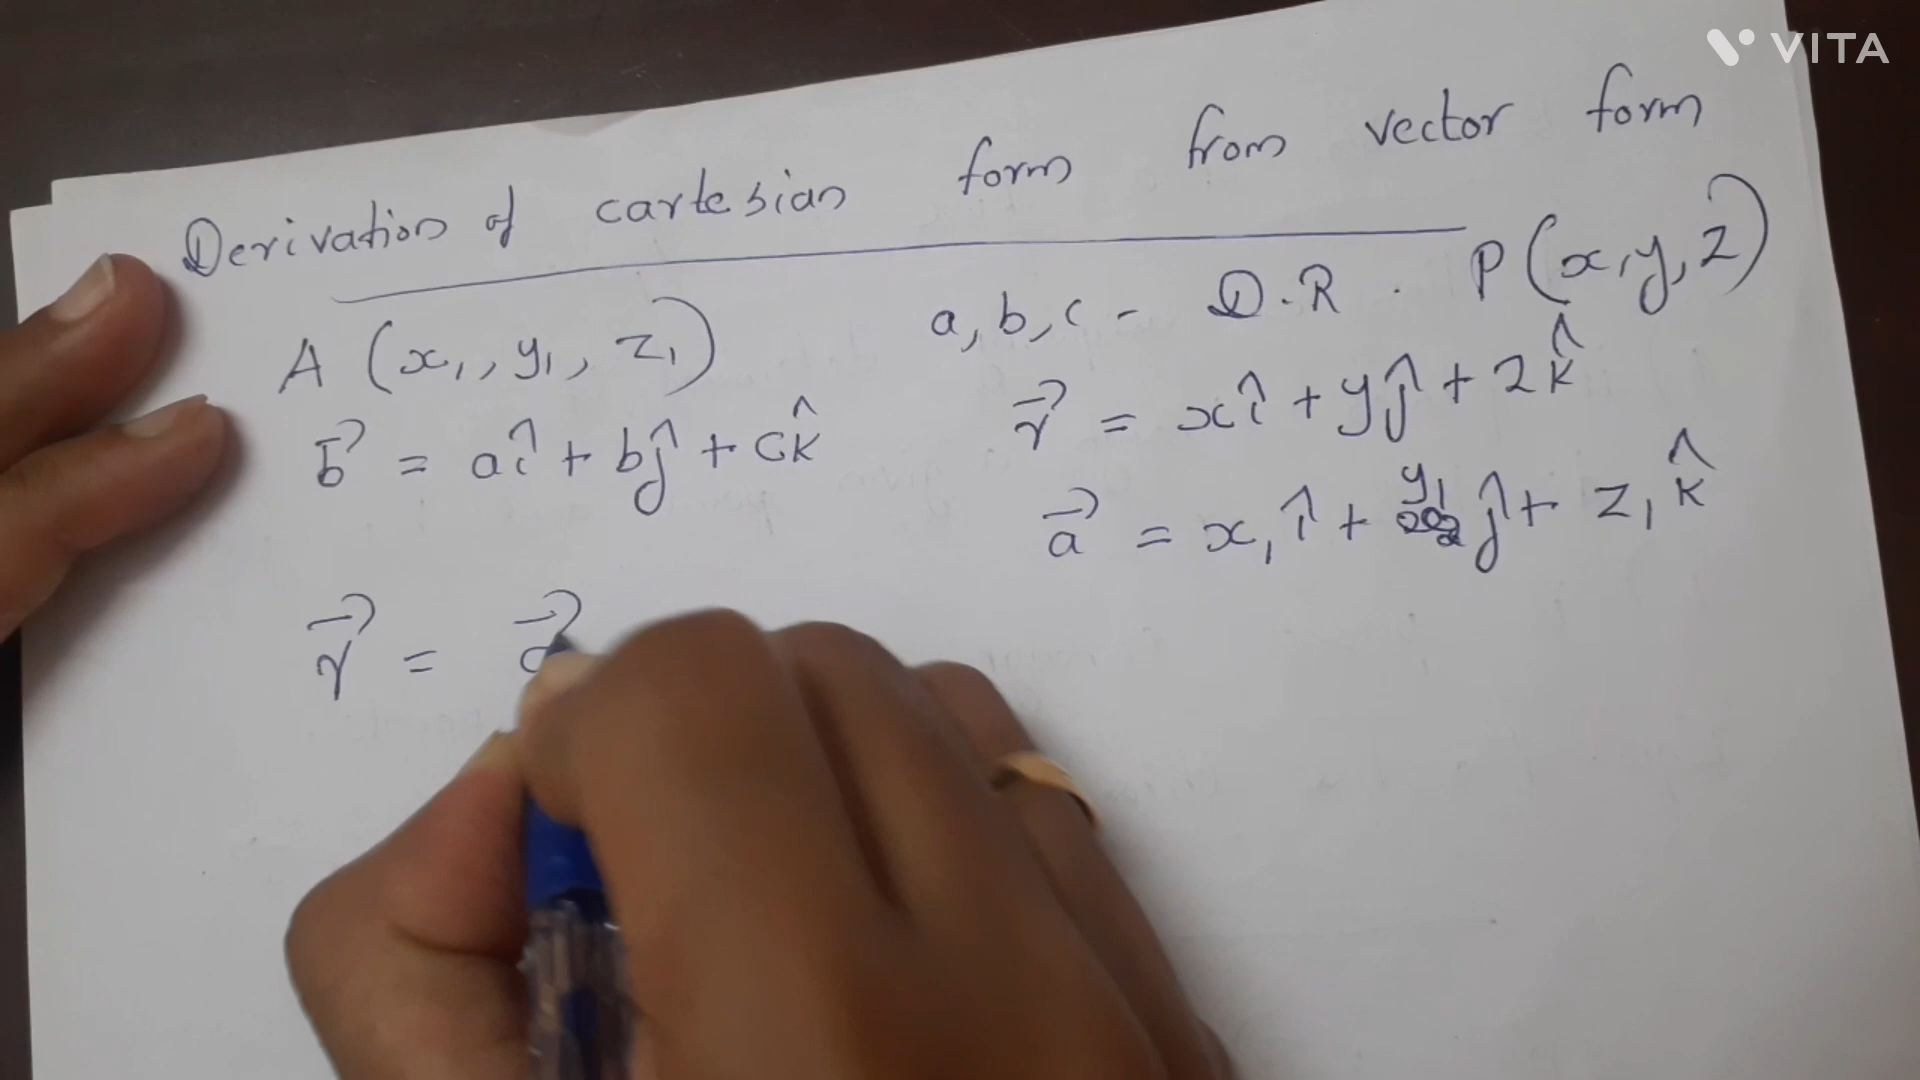 VITA
Derivation of cartesian form from vector form
A (x₁, y₁, z₁) a, b, c - D.R. P(x, y, z)
b⃗ = aî + bĵ + ck̂ r⃗ = xî + yĵ + zk̂
a⃗ = x₁î + y₁ĵ + z₁k̂
r⃗ = a⃗